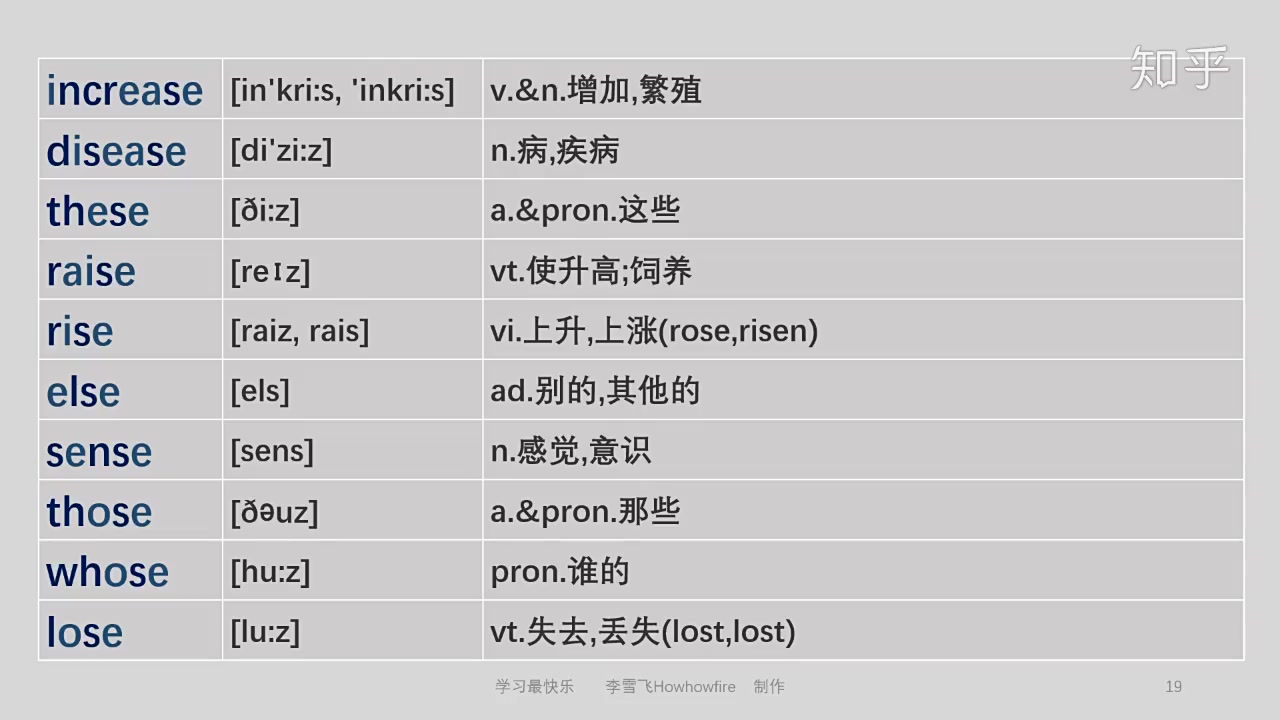 知乎
increase [in'kri:s, 'inkri:s] v.&n.增加,繁殖
disease [di'zi:z] n.病,疾病
these [ði:z] a.&pron.这些
raise [reɪz] vt.使升高;饲养
rise [raiz, rais] vi.上升,上涨(rose,risen)
else [els] ad.别的,其他的
sense [sens] n.感觉,意识
those [ðəuz] a.&pron.那些
whose [hu:z] pron.谁的
lose [lu:z] vt.失去,丢失(lost,lost)
学习最快乐 李雪飞Howhowfire 制作 19